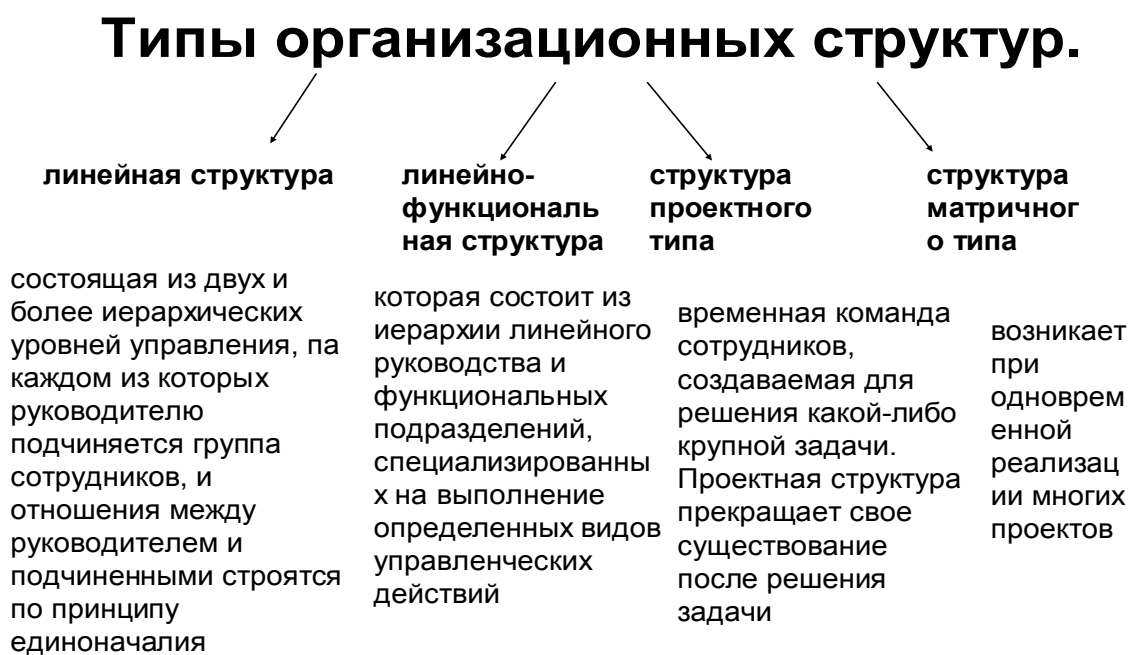 Типы организационных структур.
линейная структура
состоящая из двух и
более иерархических
уровней управления, па
каждом из которых
руководителю
подчиняется группа
сотрудников, и
отношения между
руководителем и
подчиненными строятся
по принципу
единоначалия
линейно-
функциональ
ная структура
которая состоит из
иерархии линейного
руководства и
функциональных
подразделений,
специализированны
х на выполнение
определенных видов
управленческих
действий
структура
проектного
типа
временная команда
сотрудников,
создаваемая для
решения какой-либо
крупной задачи.
Проектная структура
прекращает свое
существование
после решения
задачи
структура
матричног
о типа
возникает
при
одноврем
енной
реализац
ии многих
проектов